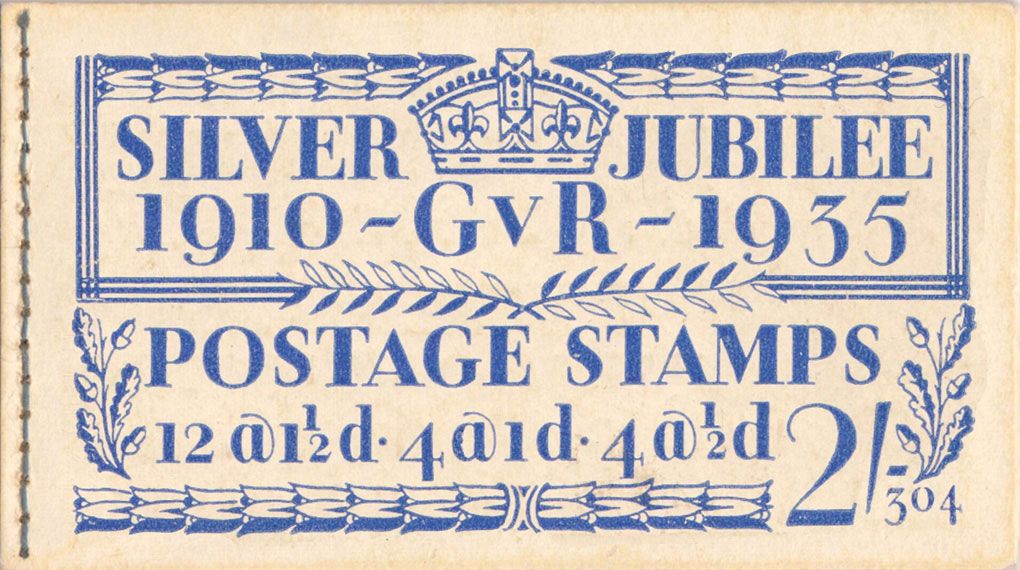 SILVER JUBILEE
1910 - GVR - 1935
POSTAGE STAMPS
12 @ 1½d · 4 @ 1d · 4 @ ½d 2/-
304